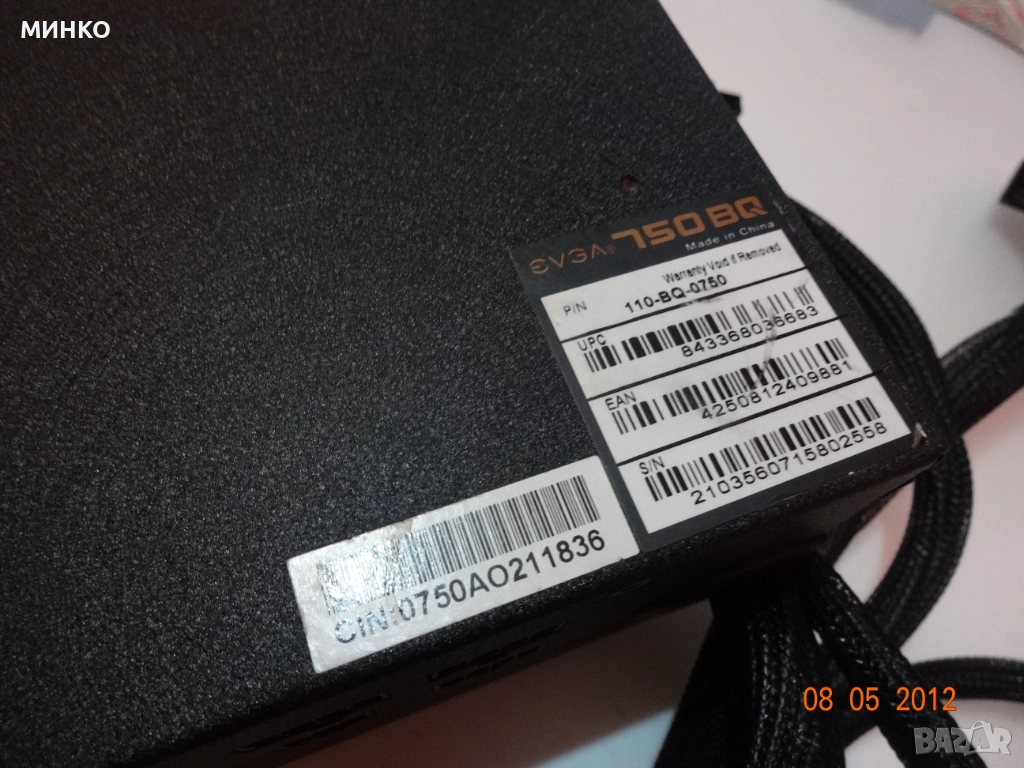 МИНКО
EVGA® 750 BQ
Made in China
Warranty Void if Removed
P/N 110-BQ-0750
UPC
843368036683
EAN
4250812409881
S/N
2103560715802558
CIN:0750AO211836
08 05 2012
BAZAR